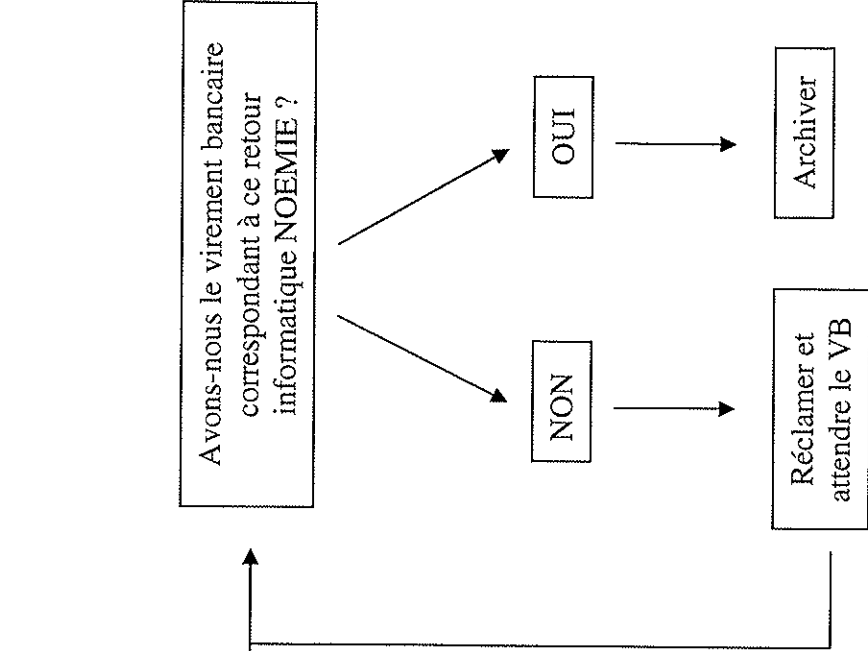 Avons-nous le virement bancaire
correspondant à ce retour
informatique NOEMIE ?
NON
OUI
Réclamer et
attendre le VB
Archiver